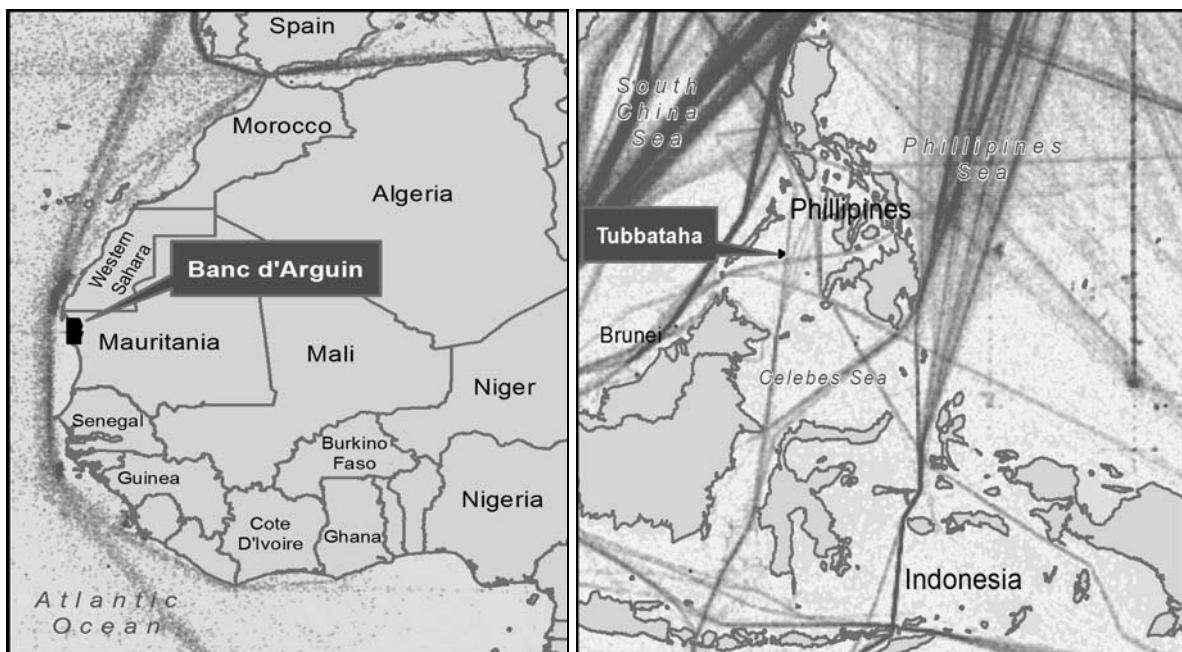 Spain
Morocco
Algeria
Western
Sahara
Banc d'Arguin
Mauritania
Mali
Niger
Senegal
Burkino
Faso
Guinea
Nigeria
Cote
D'Ivoire
Ghana
Atlantic
Ocean
South
China
Sea
Phillipines
Sea
Phillipines
Tubbataha
Brunei
Celebes Sea
Indonesia